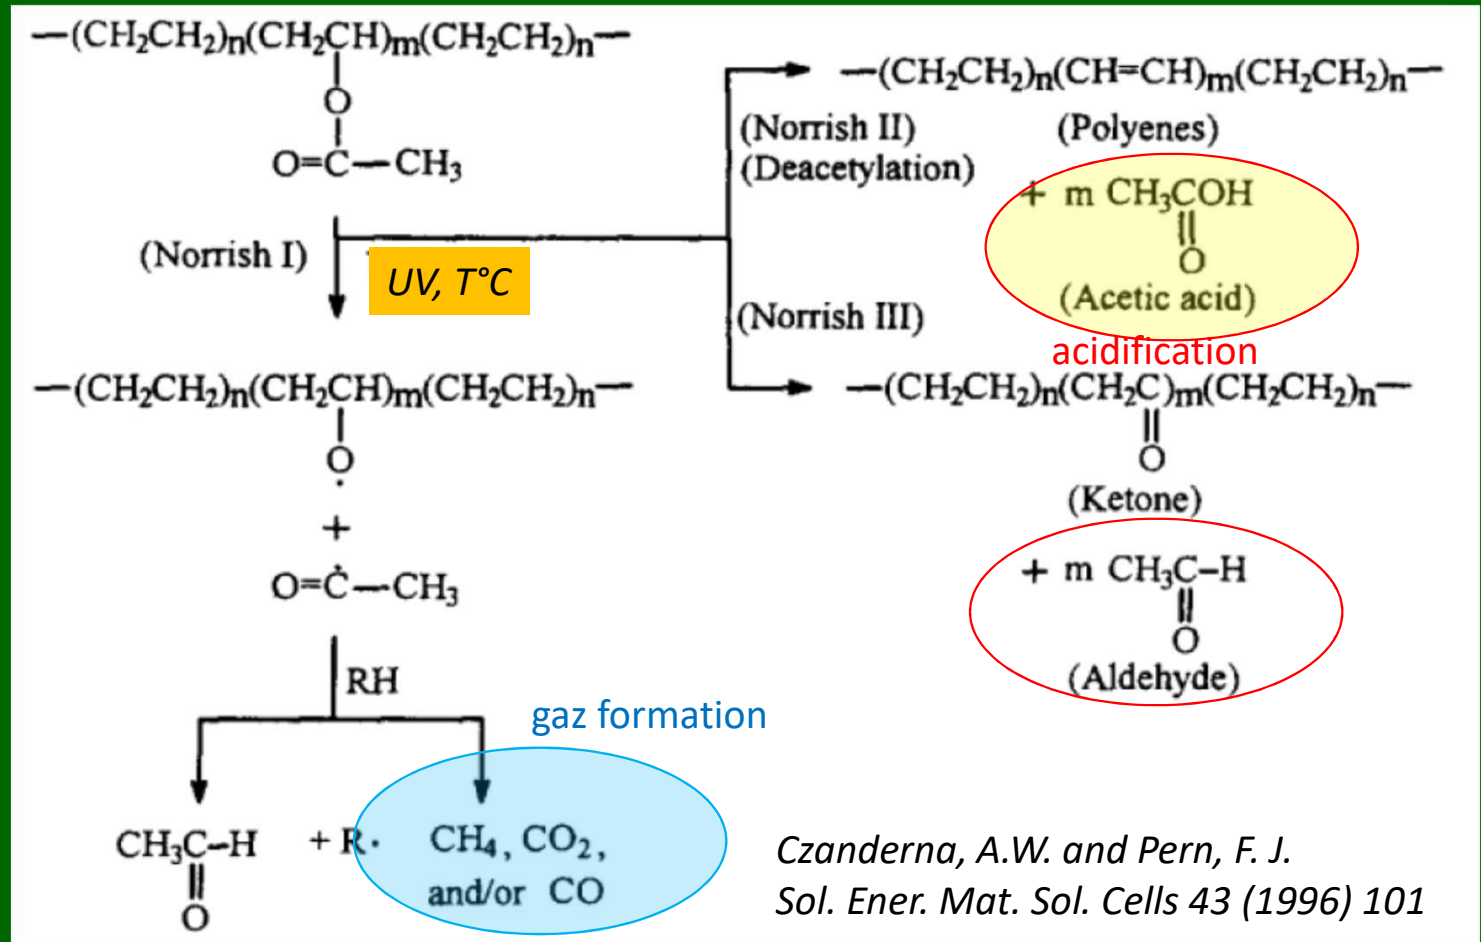 —(CH₂CH₂)n(CH₂CH)m(CH₂CH₂)n—
O
O=C—CH₃
(Norrish I)
UV, T°C
—(CH₂CH₂)n(CH₂CH)m(CH₂CH₂)n—
O
·
+
O=Ċ—CH₃
RH
gaz formation
CH₃C–H + R· CH₄, CO₂,
O
and/or CO
(Norrish II)
(Deacetylation)
—(CH₂CH₂)n(CH=CH)m(CH₂CH₂)n—
(Polyenes)
+ m CH₃COH
O
(Acetic acid)
acidification
(Norrish III)
—(CH₂CH₂)n(CH₂C)m(CH₂CH₂)n—
O
(Ketone)
+ m CH₃C–H
O
(Aldehyde)
Czanderna, A.W. and Pern, F. J.
Sol. Ener. Mat. Sol. Cells 43 (1996) 101